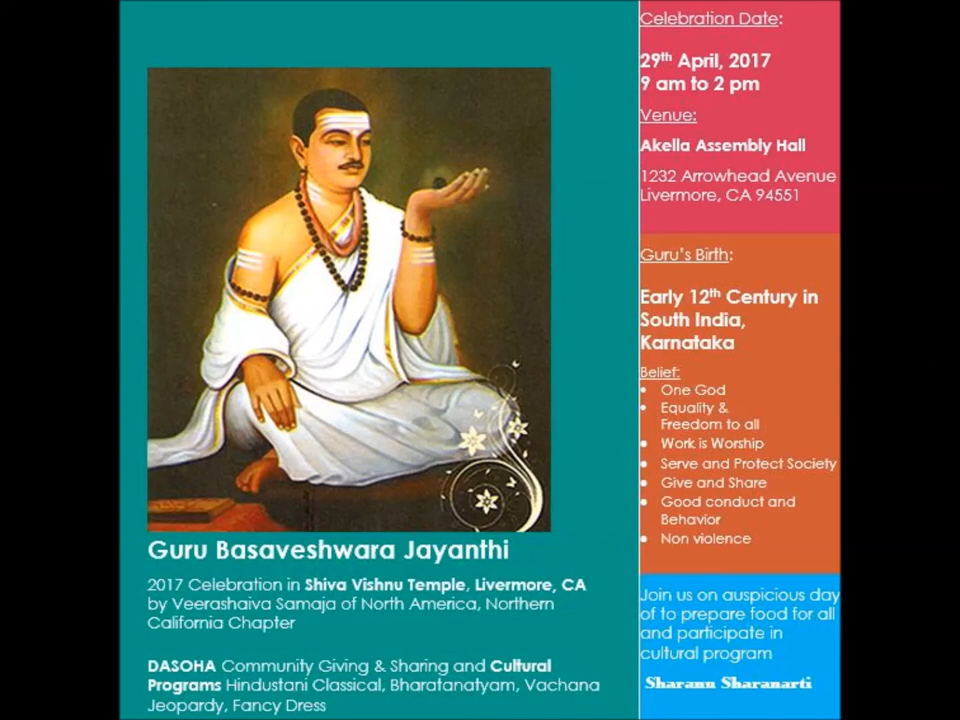 Guru Basaveshwara Jayanthi
2017 Celebration in Shiva Vishnu Temple, Livermore, CA
by Veerashaiva Samaja of North America, Northern
California Chapter
DASOHA Community Giving & Sharing and Cultural
Programs Hindustani Classical, Bharatanatyam, Vachana
Jeopardy, Fancy Dress
Celebration Date:
29th April, 2017
9 am to 2 pm
Venue:
Akella Assembly Hall
1232 Arrowhead Avenue
Livermore, CA 94551
Guru's Birth:
Early 12th Century in
South India,
Karnataka
Belief:
• One God
• Equality &
Freedom to all
• Work is Worship
• Serve and Protect Society
• Give and Share
• Good conduct and
Behavior
• Non violence
Join us on auspicious day
of to prepare food for all
and participate in
cultural program
Sharanu Sharanarti